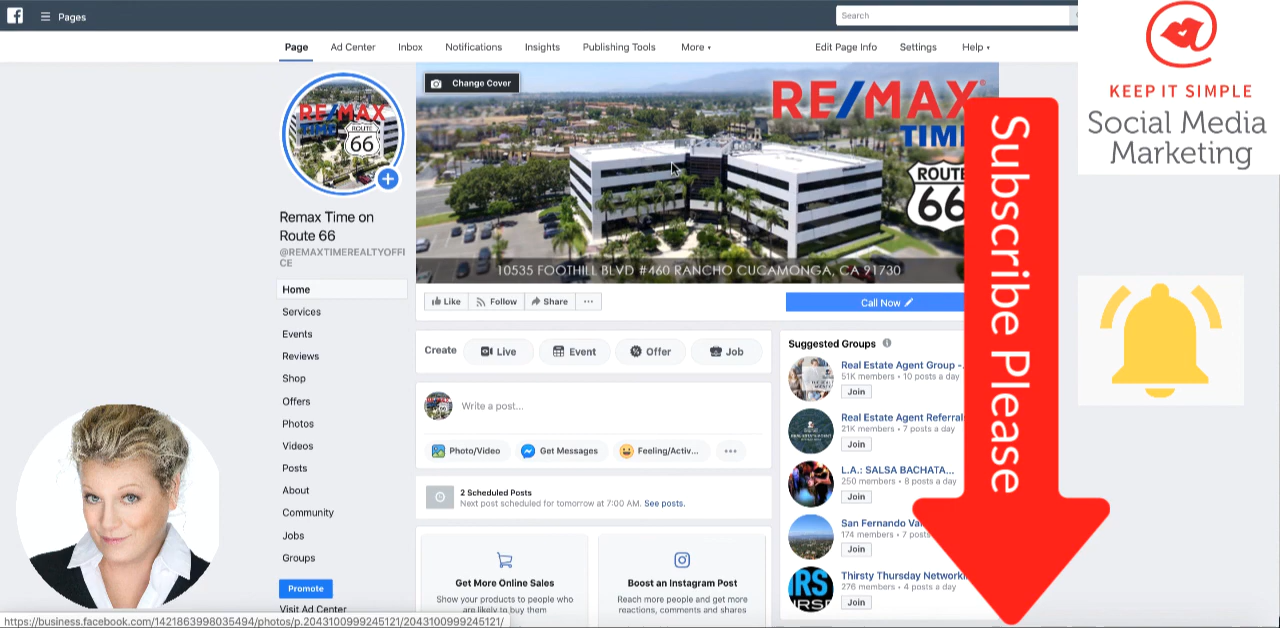 Pages
Search
Page
Ad Center
Inbox
Notifications
Insights
Publishing Tools
More
Edit Page Info
Settings
Help
KEEP IT SIMPLE
Social Media
Marketing
RE/MAX
TIME
ROUTE
66
Remax Time on
Route 66
@REMAXTIMEREALTYOFFI
CE
Home
Services
Events
Reviews
Shop
Offers
Photos
Videos
Posts
About
Community
Jobs
Groups
Promote
Visit Ad Center
Change Cover
RE/MAX
TIM
ROUTE
66
10535 FOOTHILL BLVD #460 RANCHO CUCAMONGA, CA 91730
Like
Follow
Share
Call Now
Create
Live
Event
Offer
Job
Write a post...
Photo/Video
Get Messages
Feeling/Activ...
2 Scheduled Posts
Next post scheduled for tomorrow at 7:00 AM. See posts.
Get More Online Sales
Show your products to people who
are likely to buy them
Boost an Instagram Post
Reach more people and get more
reactions, comments and shares
Suggested Groups
Real Estate Agent Group -
51K members • 10 posts a day
Join
Real Estate Agent Referral
21K members • 7 posts a day
Join
L.A.: SALSA BACHATA...
250 members • 8 posts a day
Join
San Fernando Va
174 members • 7 post
Join
Thirsty Thursday Network
276 members • 4 posts a day
Join
Subscribe Please
https://business.facebook.com/1421863998035494/photos/p.2043100999245121/2043100999245121/